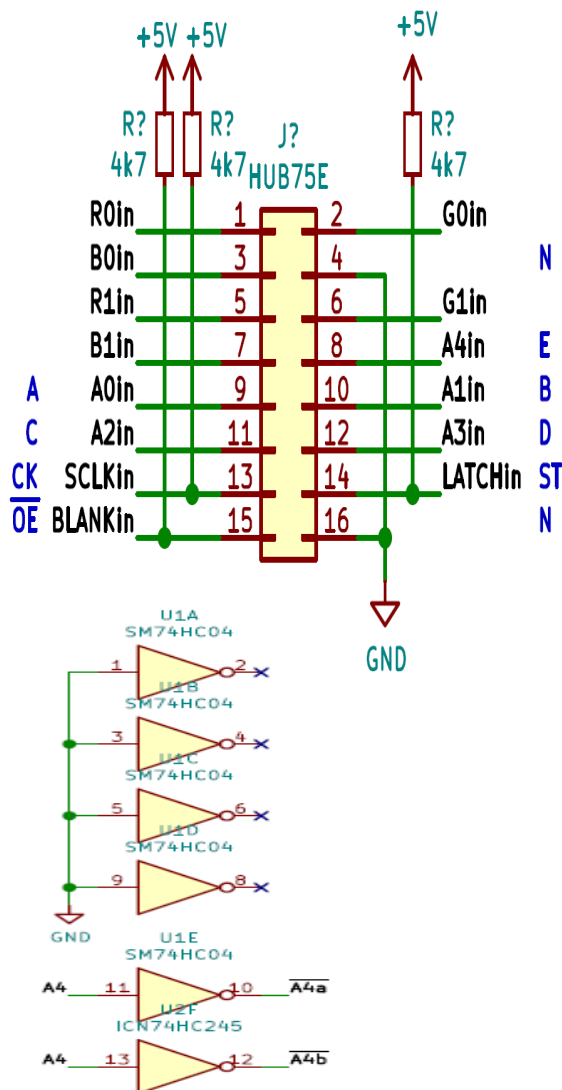 +5V +5V +5V
R? R? R?
4k7 4k7 4k7
J?
HUB75E
R0in 1 2 G0in
B0in 3 4 N
R1in 5 6 G1in
B1in 7 8 A4in E
A A0in 9 10 A1in B
C A2in 11 12 A3in D
CK SCLKin 13 14 LATCHin ST
OE BLANKin 15 16 N
GND
U1A
SM74HC04
1 2
U1B
SM74HC04
3 4
U1C
SM74HC04
5 6
U1D
SM74HC04
9 8
GND
U1E
SM74HC04
A4 11 10 A4a
U2F
ICN74HC245
A4 13 12 A4b